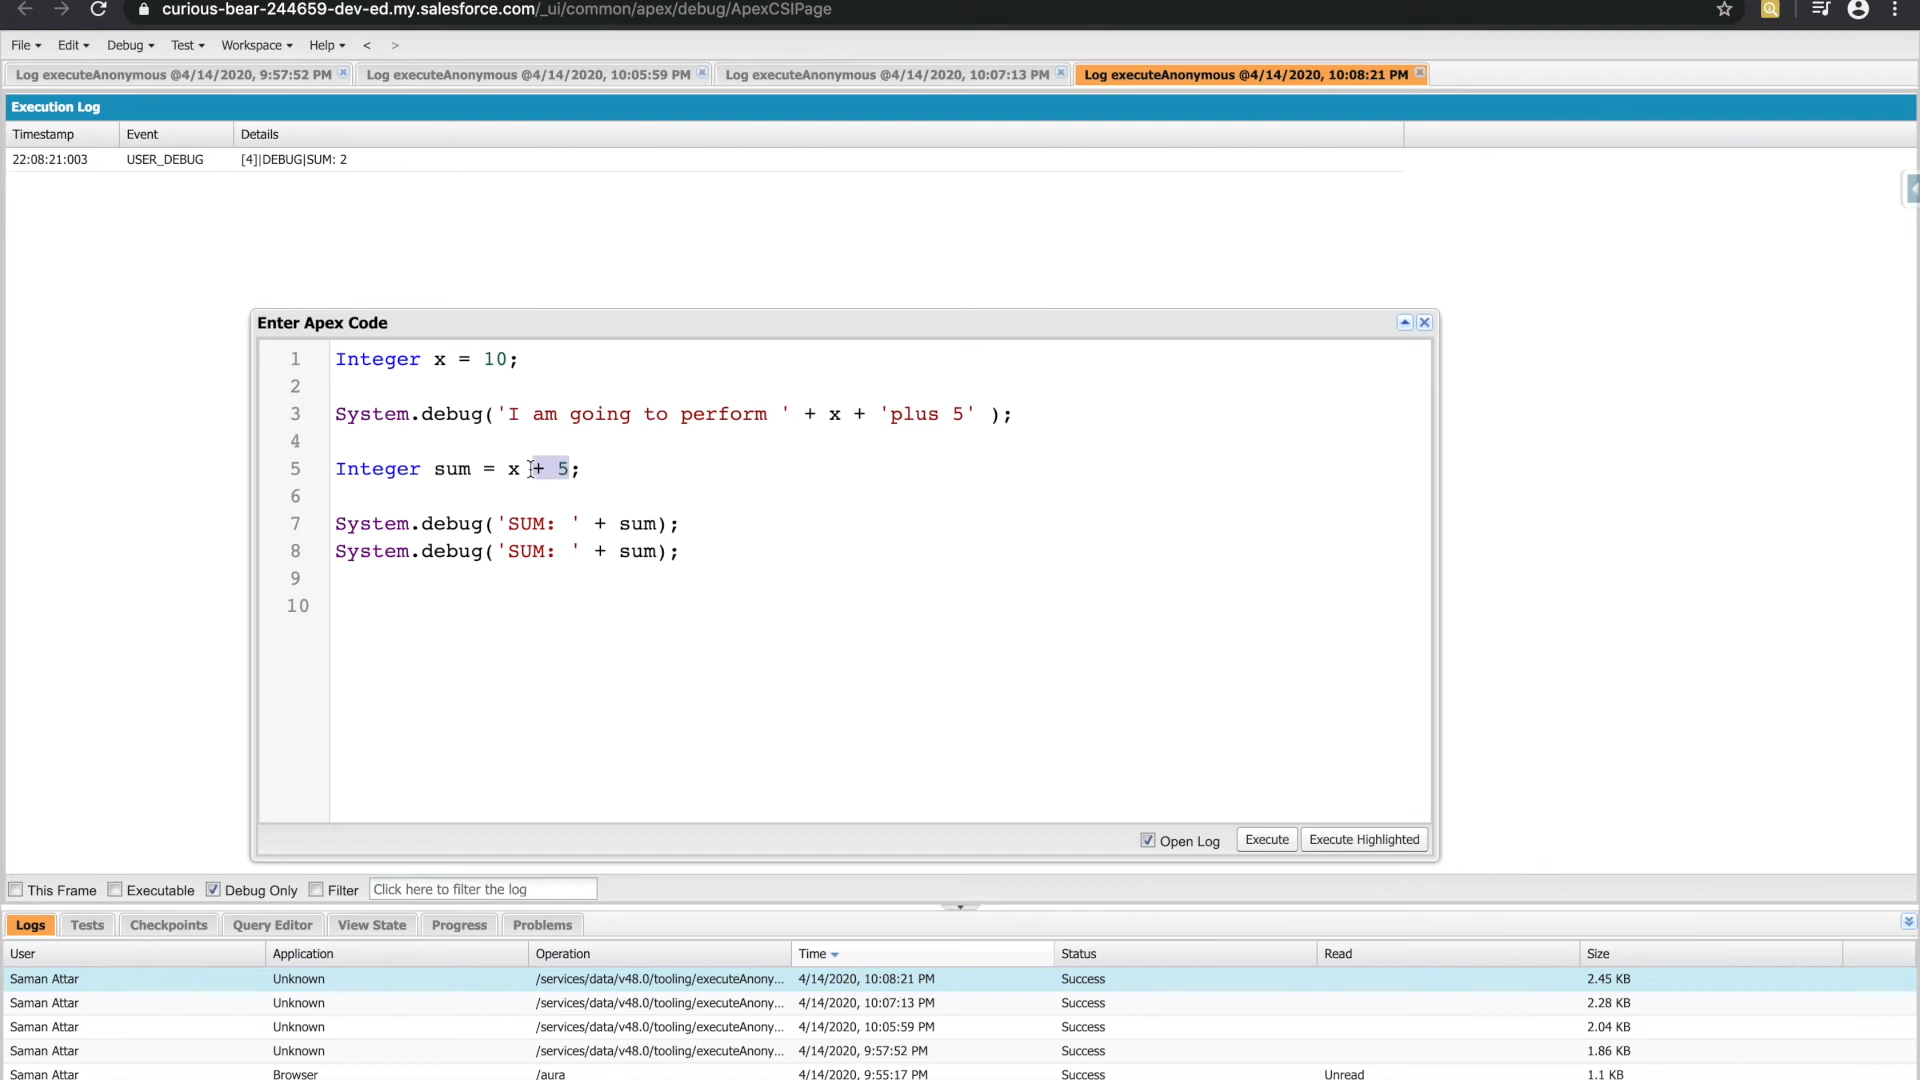 curious-bear-244659-dev-ed.my.salesforce.com/_ui/common/apex/debug/ApexCSIPage
File Edit Debug Test Workspace Help < >
Log executeAnonymous @4/14/2020, 9:57:52 PM Log executeAnonymous @4/14/2020, 10:05:59 PM Log executeAnonymous @4/14/2020, 10:07:13 PM Log executeAnonymous @4/14/2020, 10:08:21 PM
Execution Log
Timestamp Event Details
22:08:21:003 USER_DEBUG [4]|DEBUG|SUM: 2
Enter Apex Code
1 Integer x = 10;
2
3 System.debug('I am going to perform ' + x + 'plus 5' );
4
5 Integer sum = x + 5;
6
7 System.debug('SUM: ' + sum);
8 System.debug('SUM: ' + sum);
9
10
Open Log Execute Execute Highlighted
This Frame Executable Debug Only Filter Click here to filter the log
Logs Tests Checkpoints Query Editor View State Progress Problems
User Application Operation Time Status Read Size
Saman Attar Unknown /services/data/v48.0/tooling/executeAnony... 4/14/2020, 10:08:21 PM Success 2.45 KB
Saman Attar Unknown /services/data/v48.0/tooling/executeAnony... 4/14/2020, 10:07:13 PM Success 2.28 KB
Saman Attar Unknown /services/data/v48.0/tooling/executeAnony... 4/14/2020, 10:05:59 PM Success 2.04 KB
Saman Attar Unknown /services/data/v48.0/tooling/executeAnony... 4/14/2020, 9:57:52 PM Success 1.86 KB
Saman Attar Browser /aura 4/14/2020, 9:55:17 PM Success Unread 1.1 KB